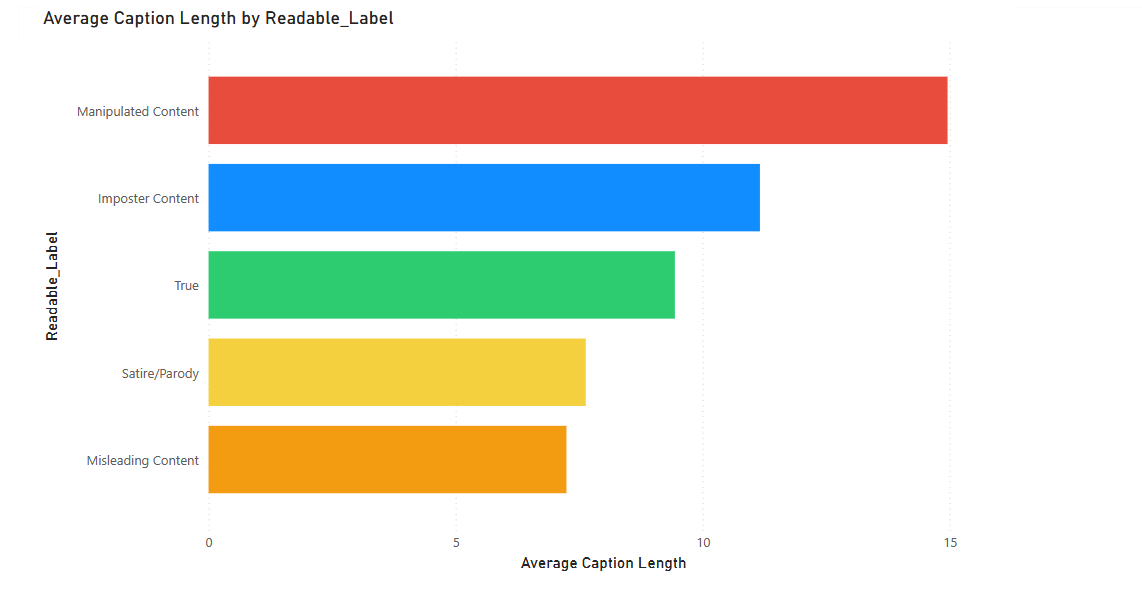 Average Caption Length by Readable_Label
Readable_Label
Manipulated Content
Imposter Content
True
Satire/Parody
Misleading Content
0 5 10 15
Average Caption Length